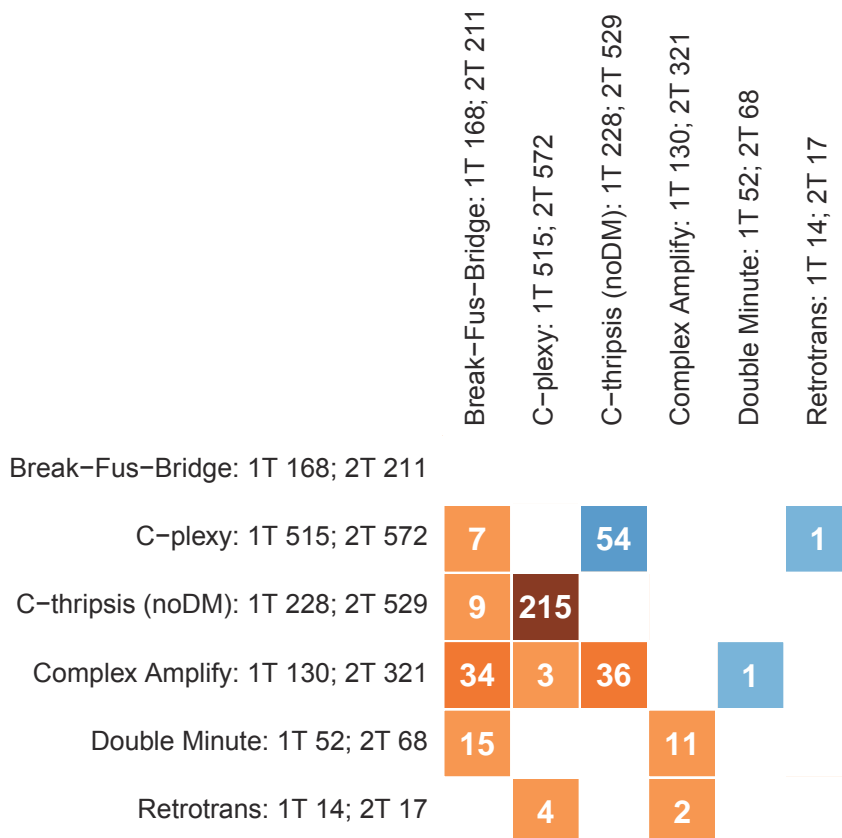 Break−Fus−Bridge: 1T 168; 2T 211
C−plexy: 1T 515; 2T 572
C−thripsis (noDM): 1T 228; 2T 529
Complex Amplify: 1T 130; 2T 321
Double Minute: 1T 52; 2T 68
Retrotrans: 1T 14; 2T 17
Break−Fus−Bridge: 1T 168; 2T 211
C−plexy: 1T 515; 2T 572 7 54 1
C−thripsis (noDM): 1T 228; 2T 529 9 215
Complex Amplify: 1T 130; 2T 321 34 3 36 1
Double Minute: 1T 52; 2T 68 15 11
Retrotrans: 1T 14; 2T 17 4 2